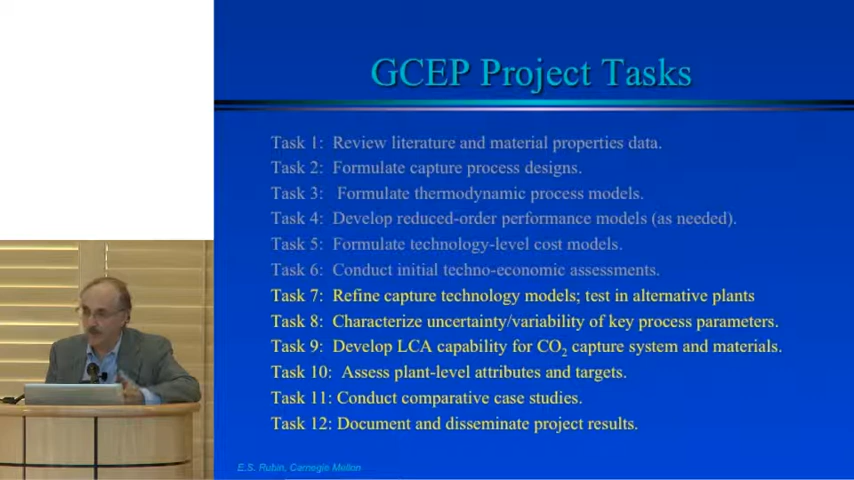 GCEP Project Tasks
Task 1: Review literature and material properties data.
Task 2: Formulate capture process designs.
Task 3: Formulate thermodynamic process models.
Task 4: Develop reduced-order performance models (as needed).
Task 5: Formulate technology-level cost models.
Task 6: Conduct initial techno-economic assessments.
Task 7: Refine capture technology models; test in alternative plants
Task 8: Characterize uncertainty/variability of key process parameters.
Task 9: Develop LCA capability for CO₂ capture system and materials.
Task 10: Assess plant-level attributes and targets.
Task 11: Conduct comparative case studies.
Task 12: Document and disseminate project results.
E.S. Rubin, Carnegie Mellon